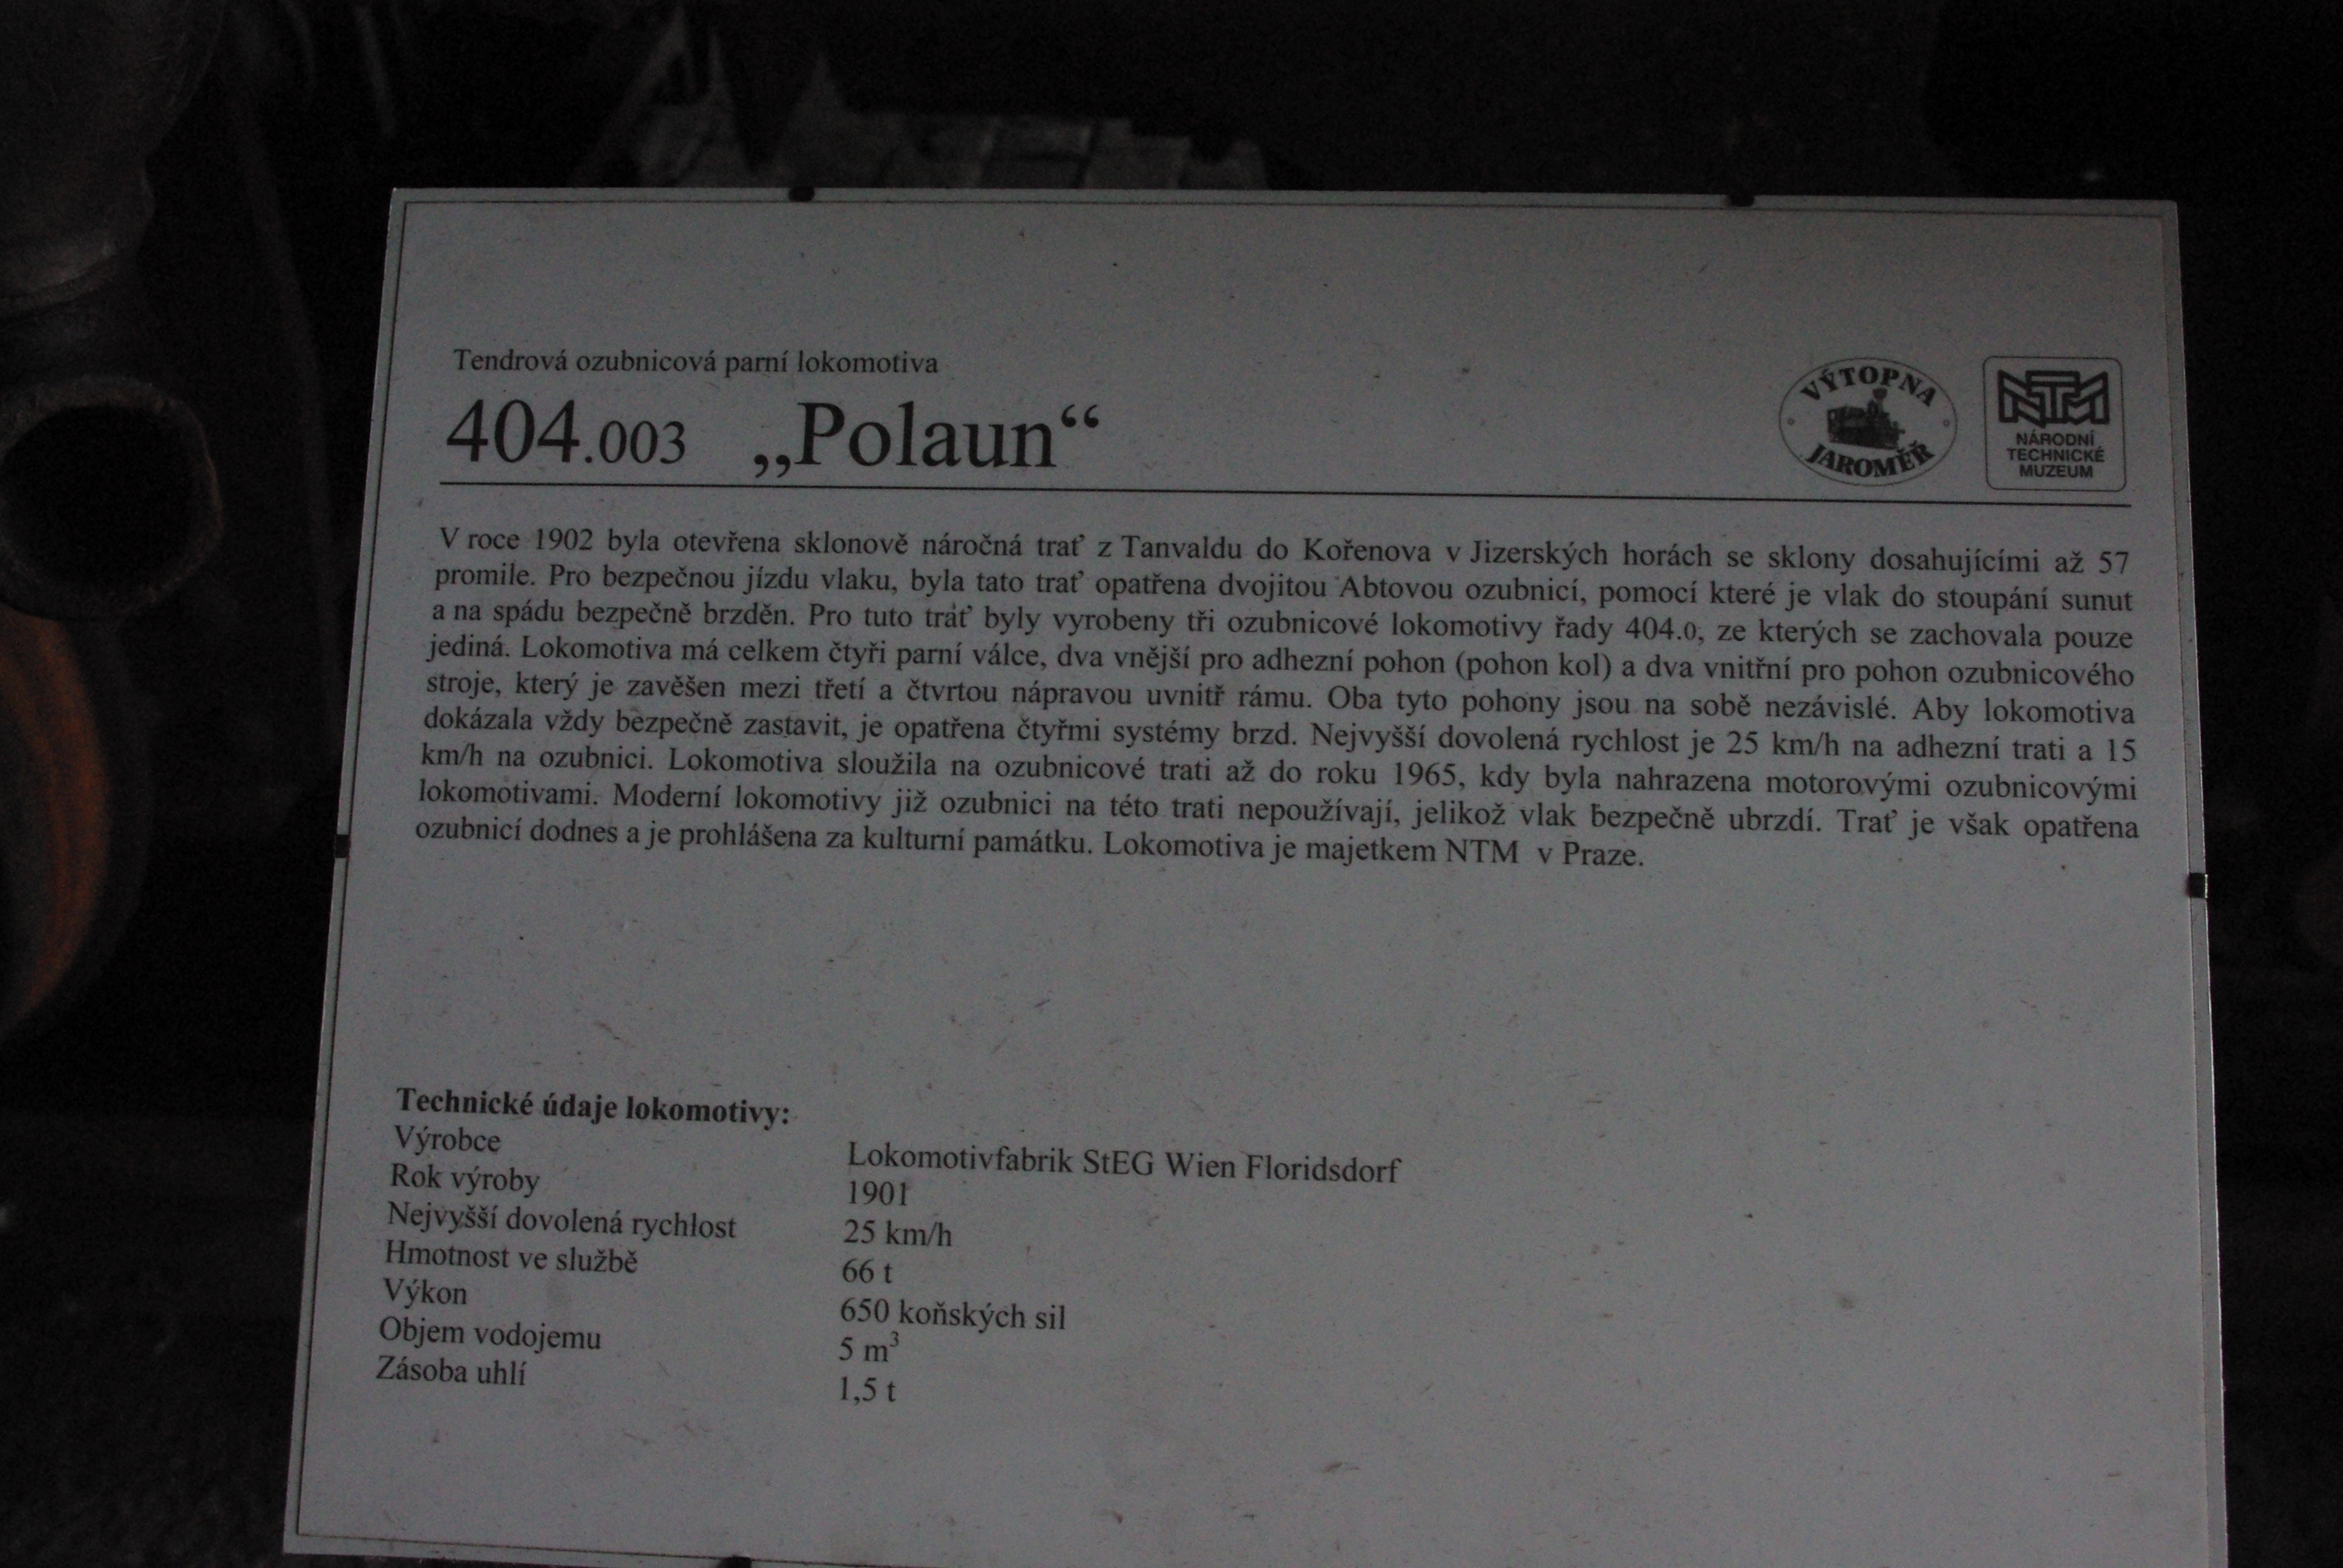 Tendrová ozubnicová parní lokomotiva
404.003 „Polaun“
VÝTOPNA
JAROMĚŘ
NTM
NÁRODNÍ
TECHNICKÉ
MUZEUM
V roce 1902 byla otevřena sklonově náročná trať z Tanvaldu do Kořenova v Jizerských horách se sklony dosahujícími až 57
promile. Pro bezpečnou jízdu vlaku, byla tato trať opatřena dvojitou Abtovou ozubnicí, pomocí které je vlak do stoupání sunut
a na spádu bezpečně brzděn. Pro tuto trať byly vyrobeny tři ozubnicové lokomotivy řady 404.0, ze kterých se zachovala pouze
jediná. Lokomotiva má celkem čtyři parní válce, dva vnější pro adhezní pohon (pohon kol) a dva vnitřní pro pohon ozubnicového
stroje, který je zavěšen mezi třetí a čtvrtou nápravou uvnitř rámu. Oba tyto pohony jsou na sobě nezávislé. Aby lokomotiva
dokázala vždy bezpečně zastavit, je opatřena čtyřmi systémy brzd. Nejvyšší dovolená rychlost je 25 km/h na adhezní trati a 15
km/h na ozubnici. Lokomotiva sloužila na ozubnicové trati až do roku 1965, kdy byla nahrazena motorovými ozubnicovými
lokomotivami. Moderní lokomotivy již ozubnici na této trati nepoužívají, jelikož vlak bezpečně ubrzdí. Trať je však opatřena
ozubnicí dodnes a je prohlášena za kulturní památku. Lokomotiva je majetkem NTM v Praze.
Technické údaje lokomotivy:
Výrobce Lokomotivfabrik StEG Wien Floridsdorf
Rok výroby 1901
Nejvyšší dovolená rychlost 25 km/h
Hmotnost ve službě 66 t
Výkon 650 koňských sil
Objem vodojemu 5 m³
Zásoba uhlí 1,5 t